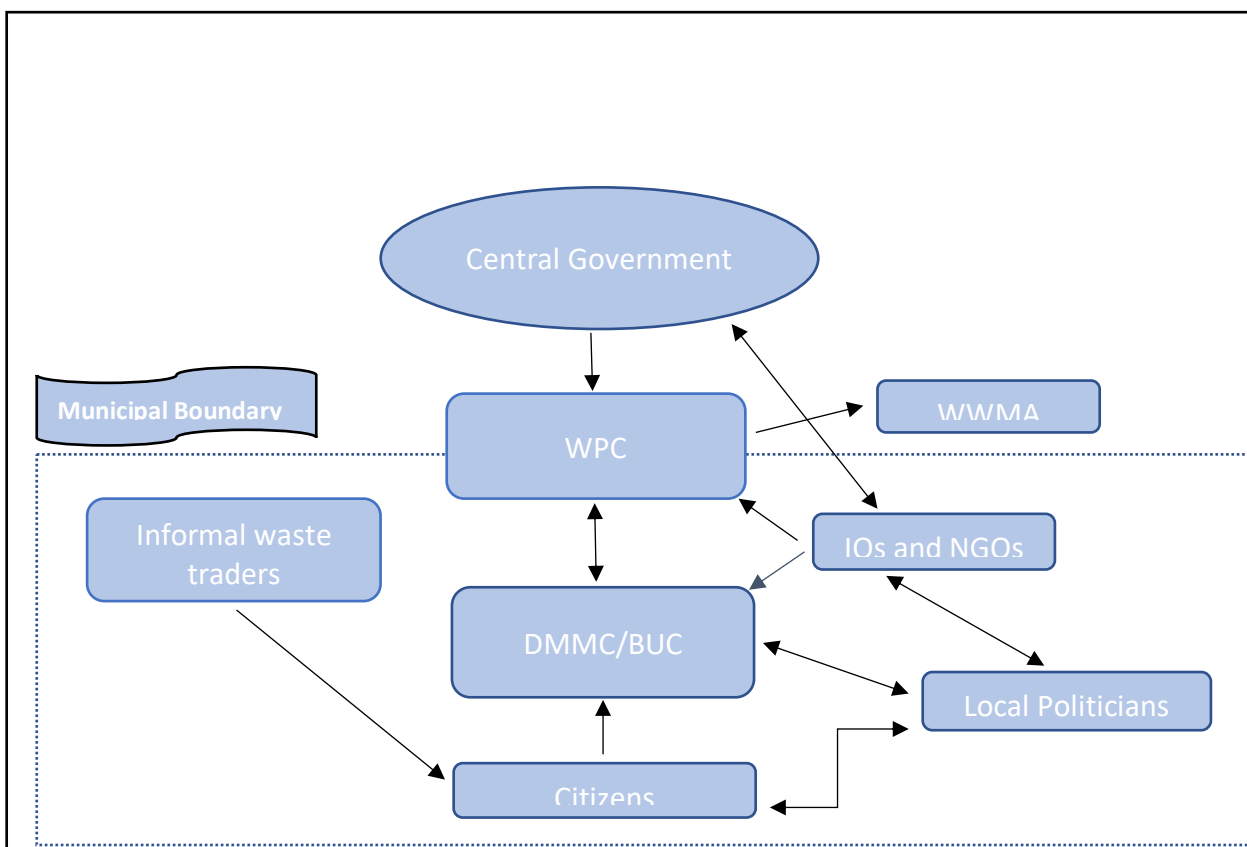 Central Government
Municipal Boundary
WWMA
WPC
Informal waste
traders
IOs and NGOs
DMMC/BUC
Local Politicians
Citizens